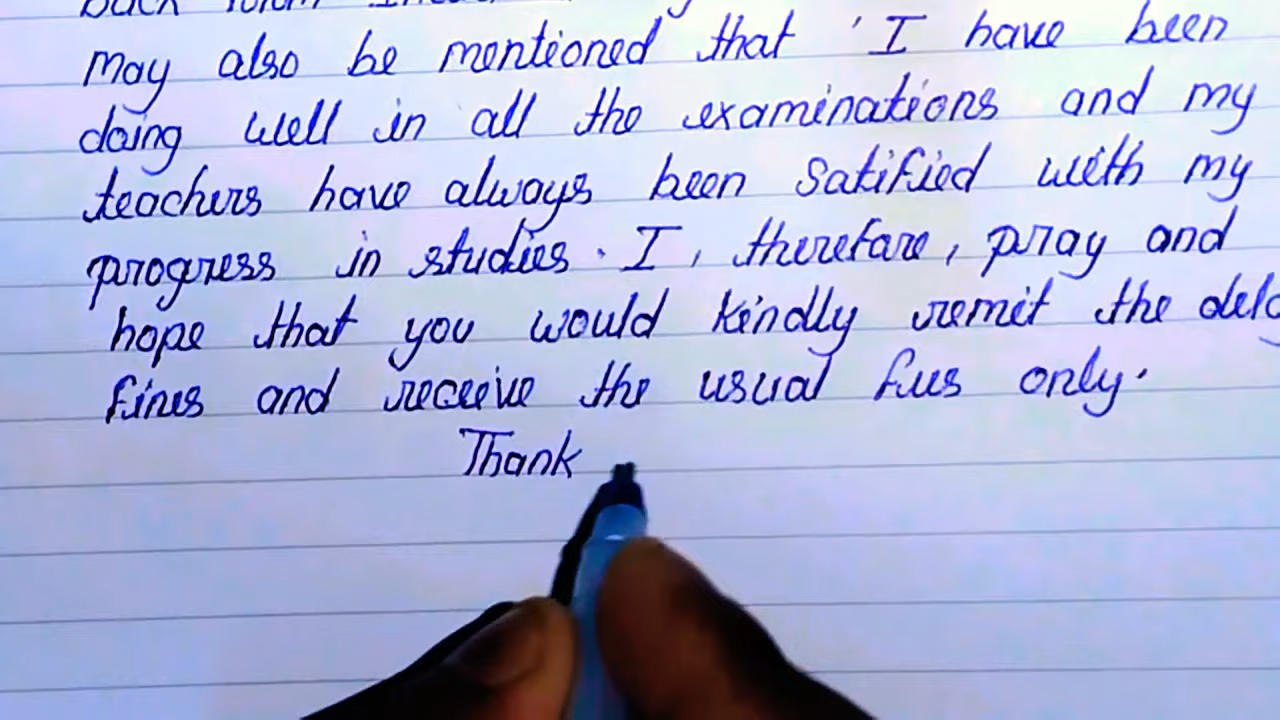 may also be mentioned that 'I have been
doing well in all the examinations and my
teachers have always been satified with my
progress in studies. I, therefore, pray and
hope that you would kindly remit the
fines and receive the usual fees only.
Thank